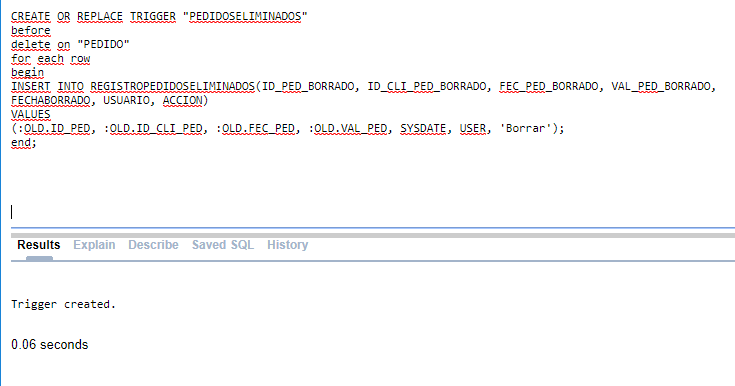 CREATE OR REPLACE TRIGGER "PEDIDOSELIMINADOS"
before
delete on "PEDIDO"
for each row
begin
INSERT INTO REGISTROPEDIDOSELIMINADOS(ID_PED_BORRADO, ID_CLI_PED_BORRADO, FEC_PED_BORRADO, VAL_PED_BORRADO,
FECHABORRADO, USUARIO, ACCION)
VALUES
(:OLD.ID_PED, :OLD.ID_CLI_PED, :OLD.FEC_PED, :OLD.VAL_PED, SYSDATE, USER, 'Borrar');
end;
Results Explain Describe Saved SQL History
Trigger created.
0.06 seconds